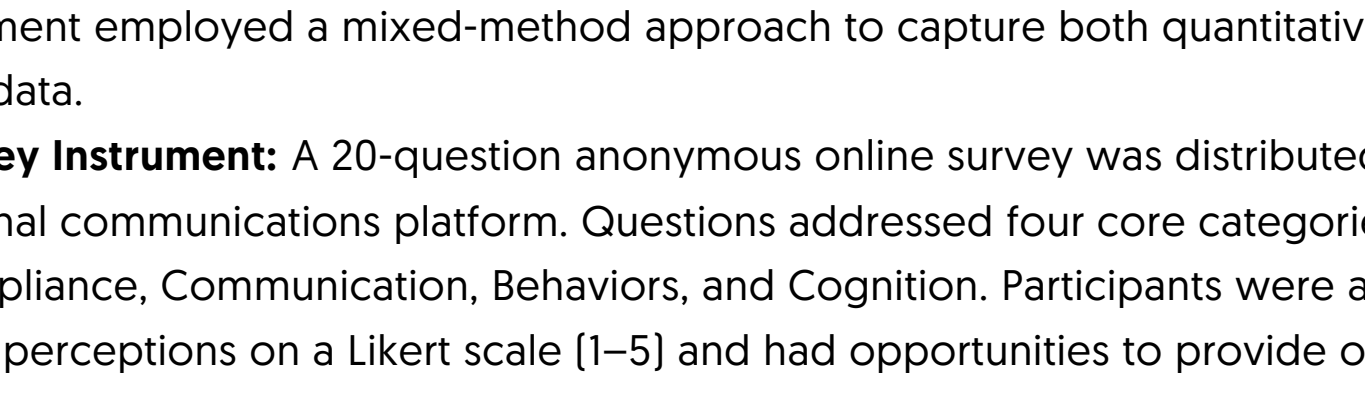 ment employed a mixed-method approach to capture both quantitativ
data.
ey Instrument: A 20-question anonymous online survey was distributed
nal communications platform. Questions addressed four core categori
pliance, Communication, Behaviors, and Cognition. Participants were a
perceptions on a Likert scale (1–5) and had opportunities to provide o